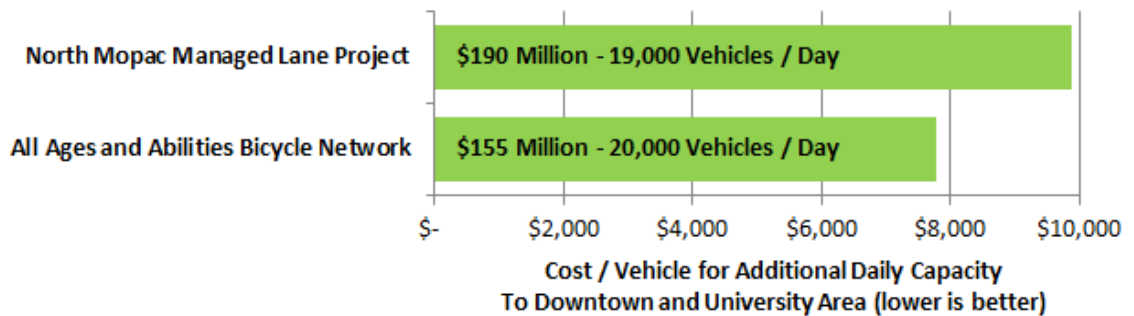 North Mopac Managed Lane Project
$190 Million - 19,000 Vehicles / Day
All Ages and Abilities Bicycle Network
$155 Million - 20,000 Vehicles / Day
$- $2,000 $4,000 $6,000 $8,000 $10,000
Cost / Vehicle for Additional Daily Capacity
To Downtown and University Area (lower is better)